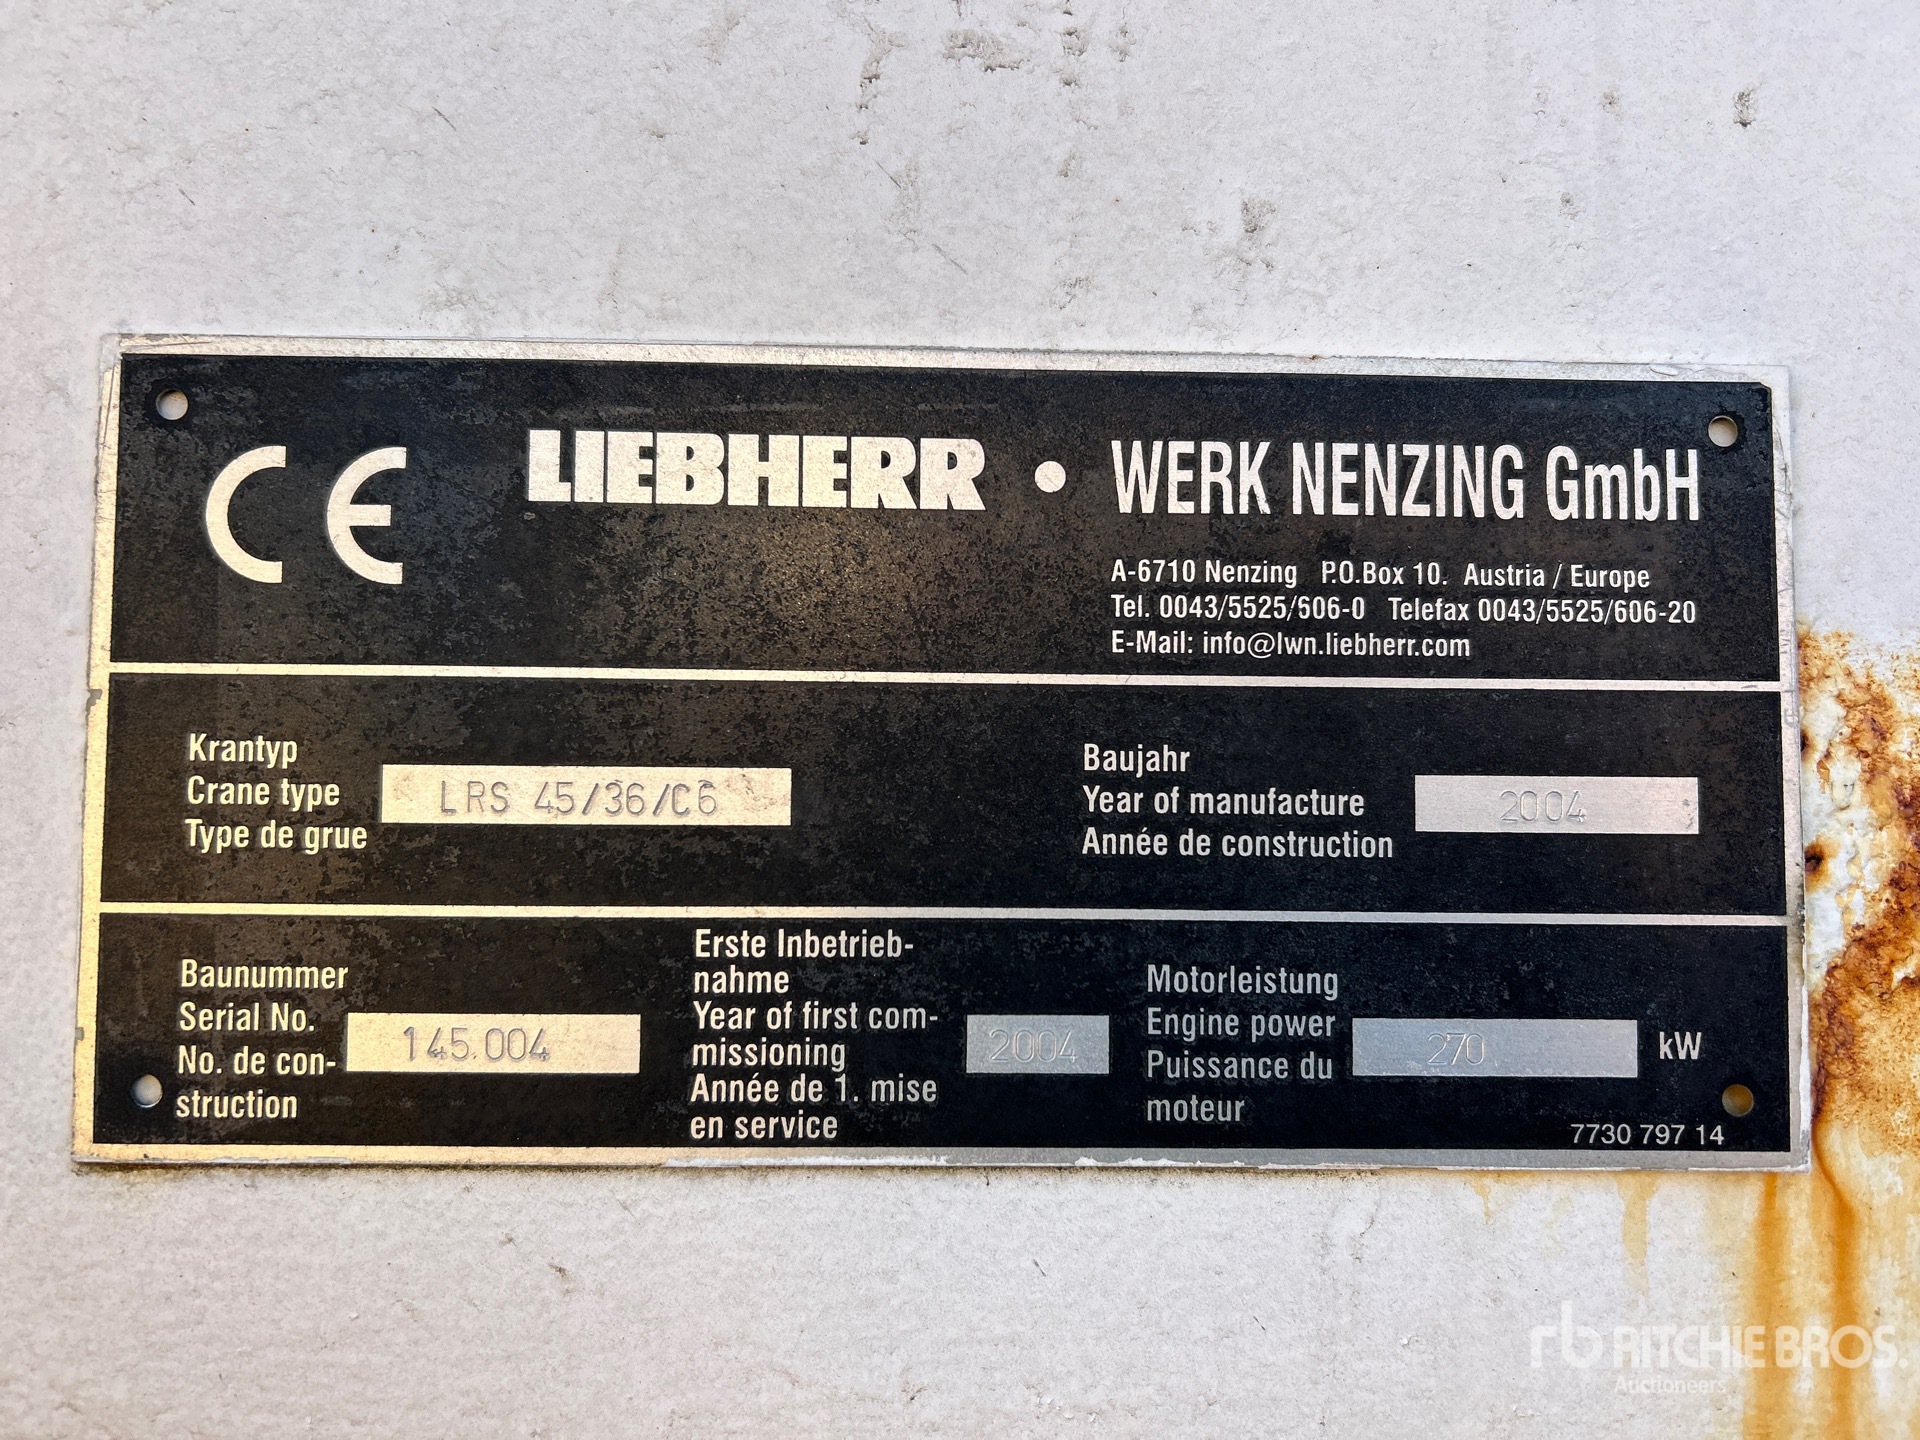 CE
LIEBHERR • WERK NENZING GmbH
A-6710 Nenzing P.O.Box 10. Austria / Europe
Tel. 0043/5525/606-0 Telefax 0043/5525/606-20
E-Mail: info@lwn.liebherr.com
Krantyp
Crane type
Type de grue
LRS 45/36/C6
Baujahr
Year of manufacture
Année de construction
2004
Baunummer
Serial No.
No. de con-
struction
145.004
Erste Inbetrieb-
nahme
Year of first com-
missioning
Année de 1. mise
en service
2004
Motorleistung
Engine power
Puissance du
moteur
270 kW
7730 797 14
rb RITCHIE BROS.
Auctioneers